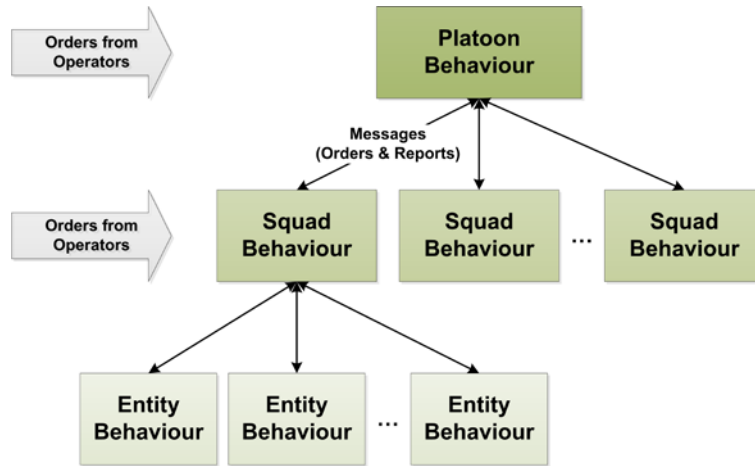 Orders from
Operators
Platoon
Behaviour
Messages
(Orders & Reports)
Orders from
Operators
Squad
Behaviour
Squad
Behaviour
...
Squad
Behaviour
Entity
Behaviour
Entity
Behaviour
...
Entity
Behaviour